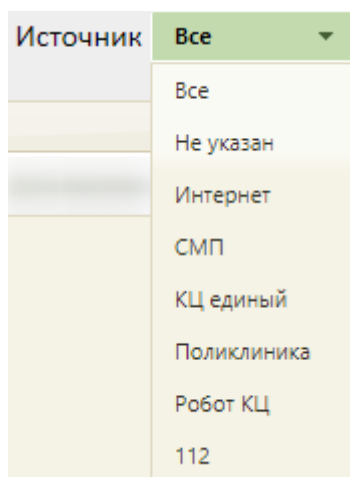 Источник Все
Все
Не указан
Интернет
СМП
КЦ единый
Поликлиника
Робот КЦ
112